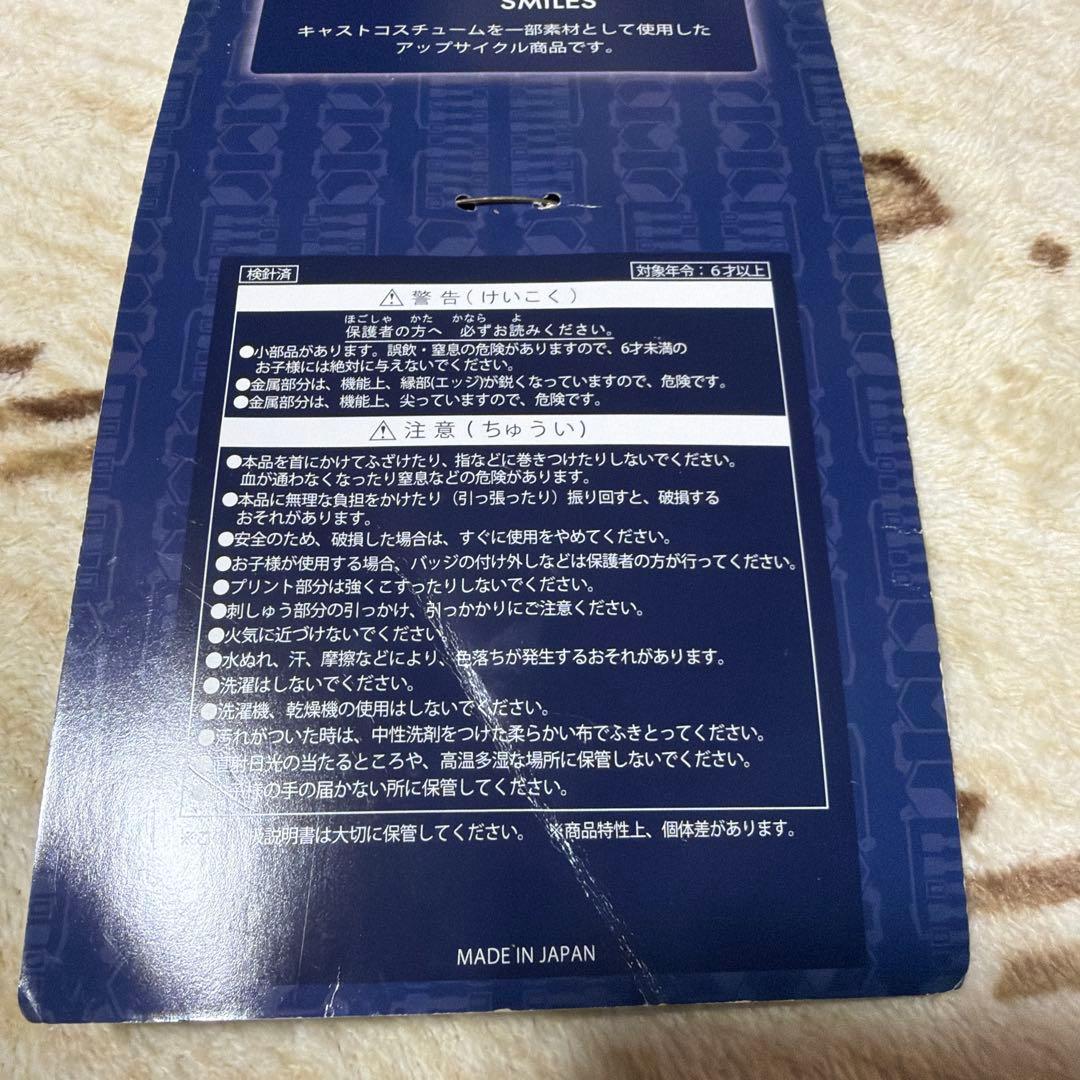 SMILES
キャストコスチュームを一部素材として使用した
アップサイクル商品です。
検針済
対象年令：6才以上
⚠ 警告(けいこく)
ほごしゃ かた かなら よ
保護者の方へ 必ずお読みください。
●小部品があります。誤飲・窒息の危険がありますので、6才未満の
お子様には絶対に与えないでください。
●金属部分は、機能上、縁部(エッジ)が鋭くなっていますので、危険です。
●金属部分は、機能上、尖っていますので、危険です。
⚠ 注意(ちゅうい)
●本品を首にかけてふざけたり、指などに巻きつけたりしないでください。
血が通わなくなったり窒息などの危険があります。
●本品に無理な負担をかけたり（引っ張ったり）振り回すと、破損する
おそれがあります。
●安全のため、破損した場合は、すぐに使用をやめてください。
●お子様が使用する場合、バッジの付け外しなどは保護者の方が行ってください。
●プリント部分は強くこすったりしないでください。
●刺しゅう部分の引っかけ、引っかかりにご注意ください。
●火気に近づけないでください
●水ぬれ、汗、摩擦などにより、色落ちが発生するおそれがあります。
●洗濯はしないでください。
●洗濯機、乾燥機の使用はしないでください。
●汚れがついた時は、中性洗剤をつけた柔らかい布でふきとってください。
直射日光の当たるところや、高温多湿な場所に保管しないでください。
様の手の届かない所に保管してください。
説明書は大切に保管してください。 ※商品特性上、個体差があります。
MADE IN JAPAN